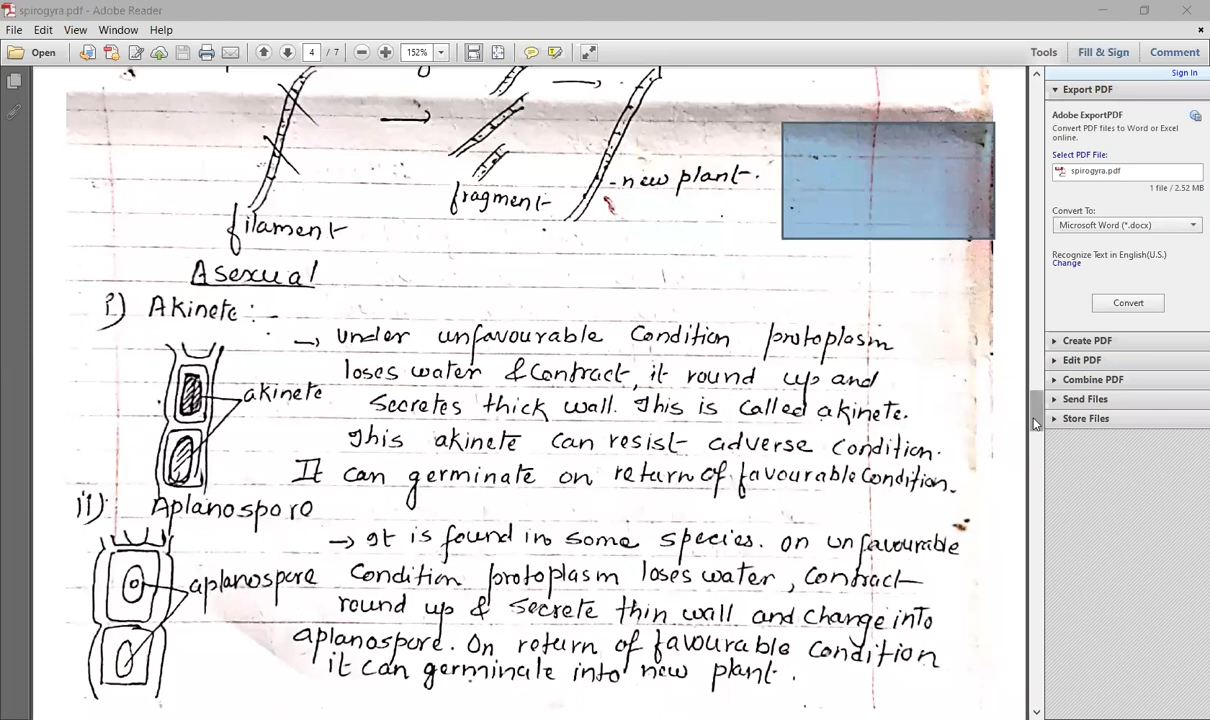 spirogyra.pdf - Adobe Reader
File Edit View Window Help
Open 4 / 7 152% Tools Fill & Sign Comment
Sign In
Export PDF
Adobe ExportPDF
Convert PDF files to Word or Excel
online.
Select PDF File:
spirogyra.pdf
1 file / 2.52 MB
Convert To:
Microsoft Word (*.docx)
Recognize Text in English(U.S.)
Change
Convert
Create PDF
Edit PDF
Combine PDF
Send Files
Store Files
filament
fragment
new plant.
Asexual
i) Akinete :-
→ under unfavourable Condition protoplasm
loses water & Contract, it round up and
Secretes thick wall. This is called akinete.
This akinete can resist adverse condition.
It can germinate on return of favourable Condition.
akinete
ii) Aplanospore
→ It is found in some species. on unfavourable
Condition protoplasm loses water, Contract
round up & secrete thin wall and change into
aplanospore. On return of favourable Condition
it can germinate into new plant.
aplanospore